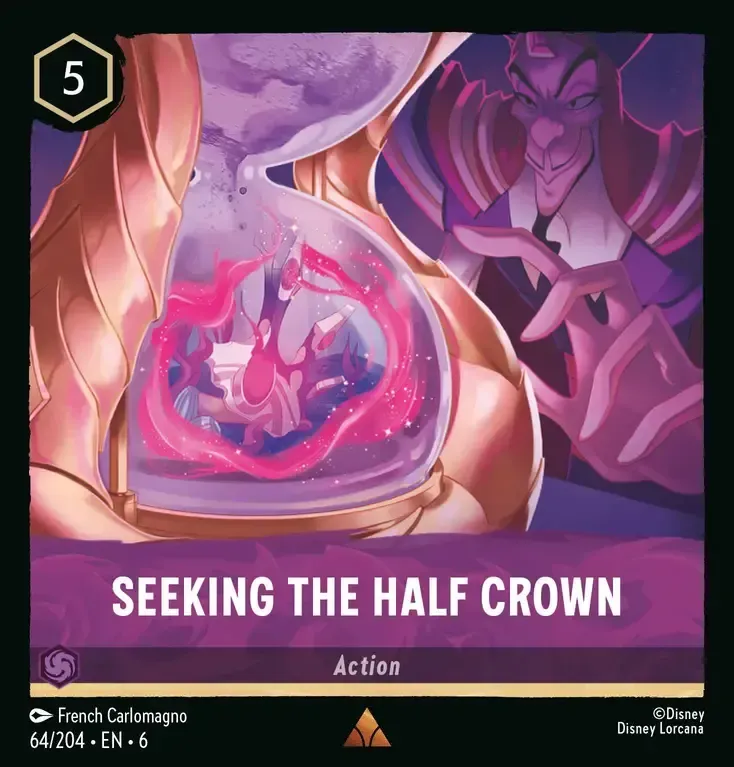 5
SEEKING THE HALF CROWN
Action
French Carlomagno
©Disney
64/204 • EN • 6
Disney Lorcana